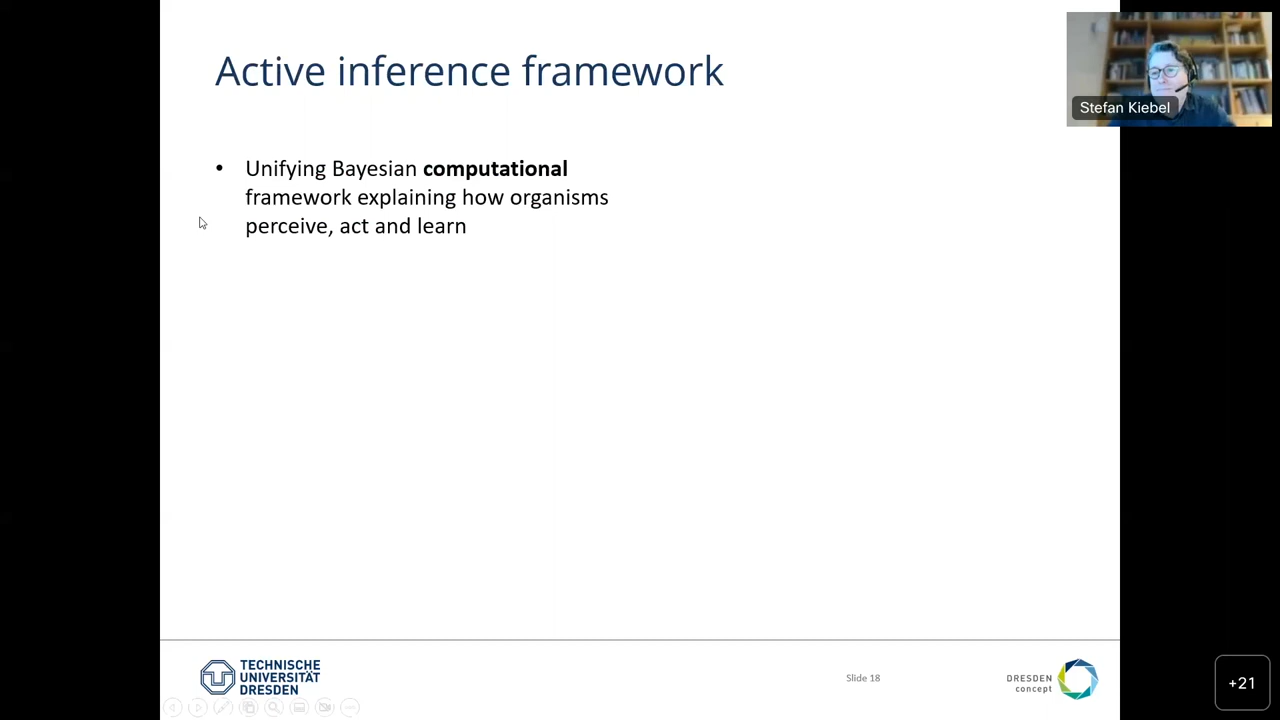 Active inference framework
Stefan Kiebel
• Unifying Bayesian computational
framework explaining how organisms
perceive, act and learn
TECHNISCHE
UNIVERSITÄT
DRESDEN
Slide 18
DRESDEN
concept
+21